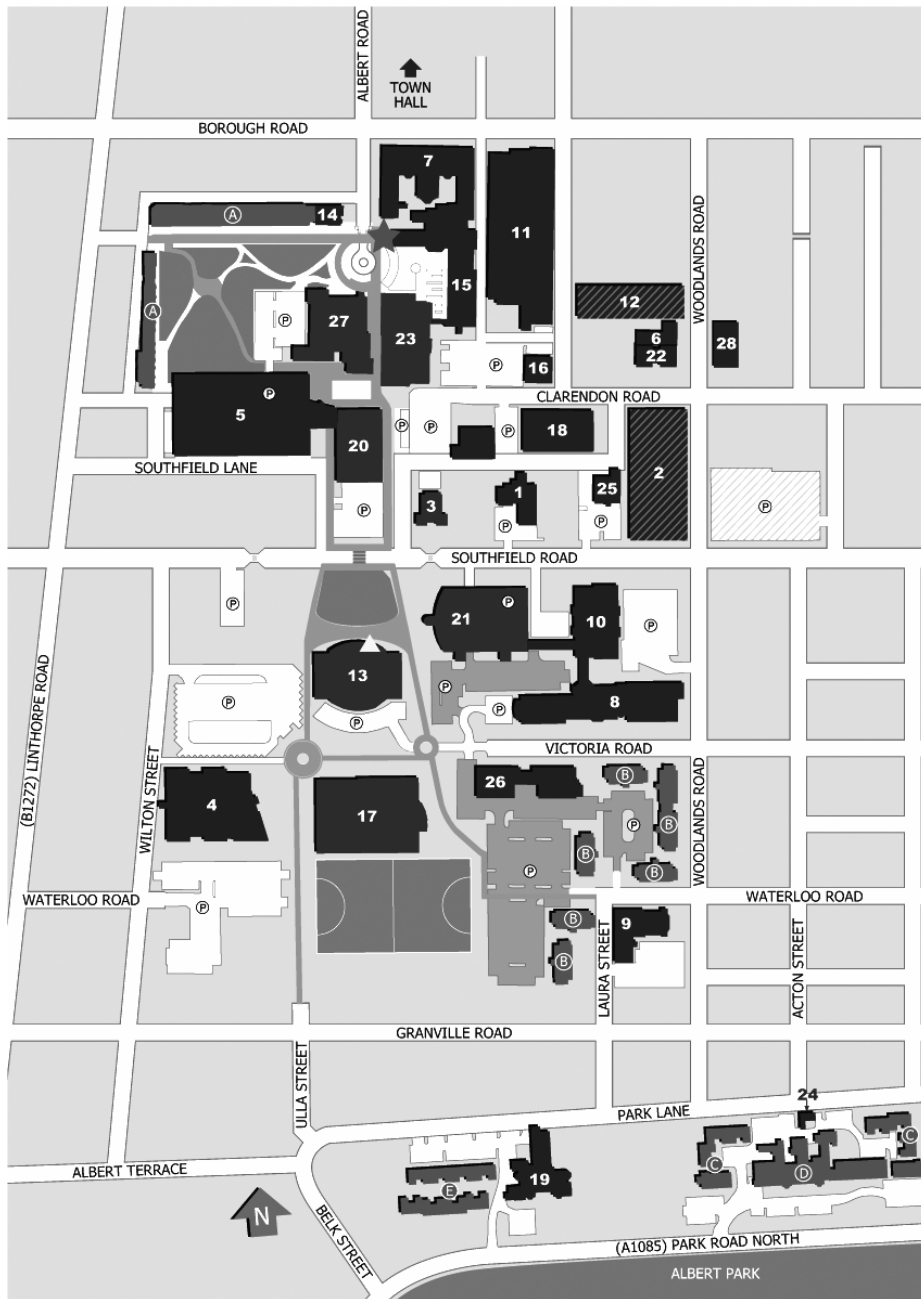 ALBERT ROAD
TOWN
HALL
BOROUGH ROAD
7
A
14
11
WOODLANDS ROAD
A
15
12
P
27
23
6
22
28
P
16
P
5
CLARENDON ROAD
20
P
P
P
18
2
SOUTHFIELD LANE
3
1
25
P
P
P
P
SOUTHFIELD ROAD
P
21
P
10
P
13
P
P
P
P
8
(B1272) LINTHORPE ROAD
WILTON STREET
VICTORIA ROAD
4
17
26
B
P
B
B
B
P
WOODLANDS ROAD
WATERLOO ROAD
P
WATERLOO ROAD
B
B
9
LAURA STREET
ACTON STREET
GRANVILLE ROAD
ULLA STREET
PARK LANE
24
ALBERT TERRACE
19
E
C
D
C
N
BELK STREET
(A1085) PARK ROAD NORTH
ALBERT PARK